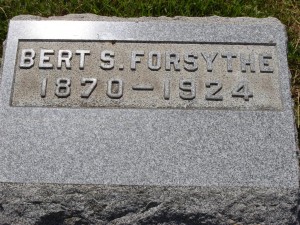 BERT S. FORSYTHE
1870 — 1924